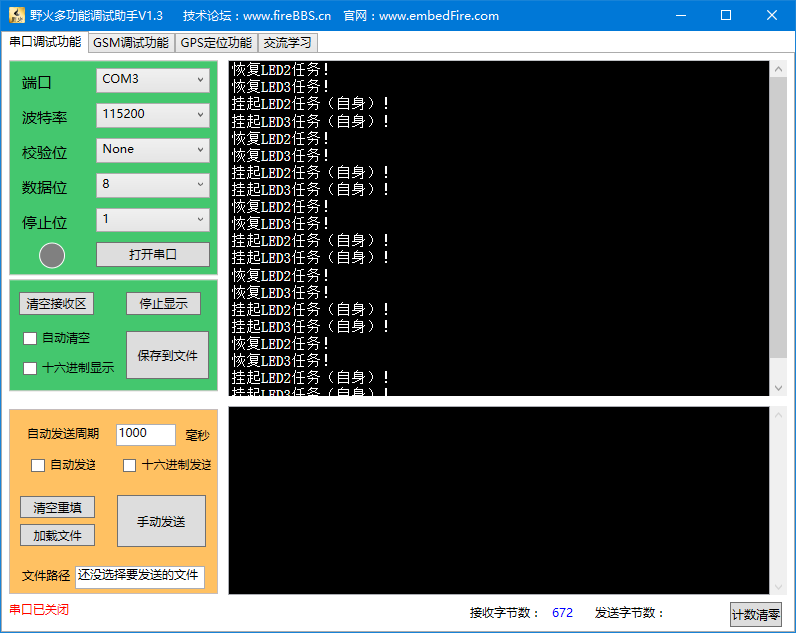 野火多功能调试助手V1.3 技术论坛：www.fireBBS.cn 官网：www.embedFire.com
串口调试功能 GSM调试功能 GPS定位功能 交流学习
端口 COM3
波特率 115200
校验位 None
数据位 8
停止位 1
打开串口
清空接收区 停止显示
自动清空
保存到文件
十六进制显示
恢复LED2任务！
恢复LED3任务！
挂起LED2任务（自身）！
挂起LED3任务（自身）！
恢复LED2任务！
恢复LED3任务！
挂起LED2任务（自身）！
挂起LED3任务（自身）！
恢复LED2任务！
恢复LED3任务！
挂起LED2任务（自身）！
挂起LED3任务（自身）！
恢复LED2任务！
恢复LED3任务！
挂起LED2任务（自身）！
挂起LED3任务（自身）！
恢复LED2任务！
恢复LED3任务！
挂起LED2任务（自身）！
挂起LED3任务（自身）！
自动发送周期 1000 毫秒
自动发送 十六进制发送
清空重填
手动发送
加载文件
文件路径 还没选择要发送的文件
串口已关闭
接收字节数： 672 发送字节数：
计数清零